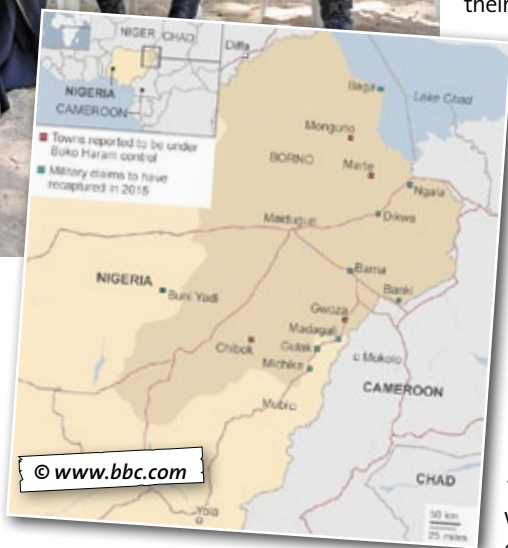 their
NIGER
CHAD
Diffa
NIGERIA
CAMEROON
Towns reported to be under
Boko Haram control
Military claims to have
recaptured in 2015
Baga
Lake Chad
Monguno
BORNO
Marte
Ngala
Maiduguri
Dikwa
Bama
NIGERIA
Buni Yadi
Banki
Gwoza
Madagali
Chibok
Gulak
Mokolo
Michika
CAMEROON
Mubi
© www.bbc.com
CHAD
Yola
50 km
25 miles